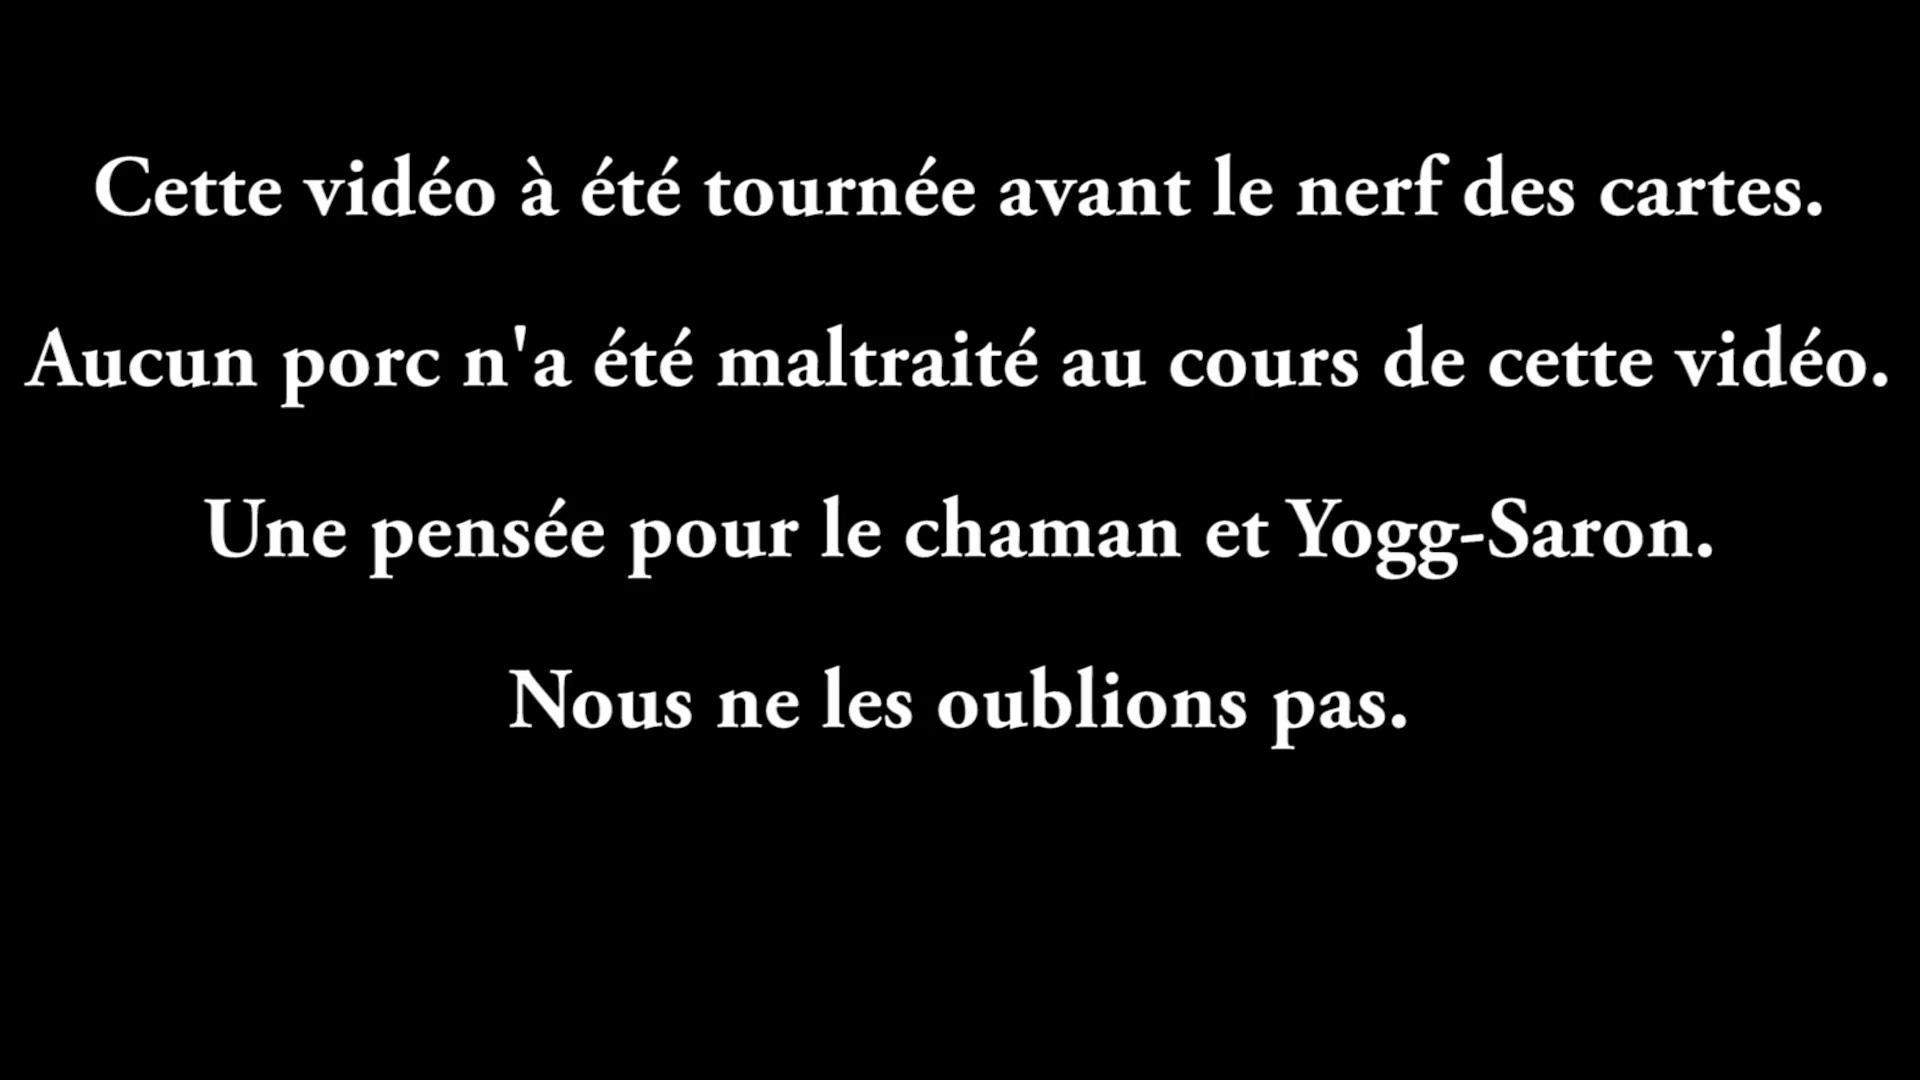 Cette vidéo à été tournée avant le nerf des cartes.
Aucun porc n'a été maltraité au cours de cette vidéo.
Une pensée pour le chaman et Yogg-Saron.
Nous ne les oublions pas.